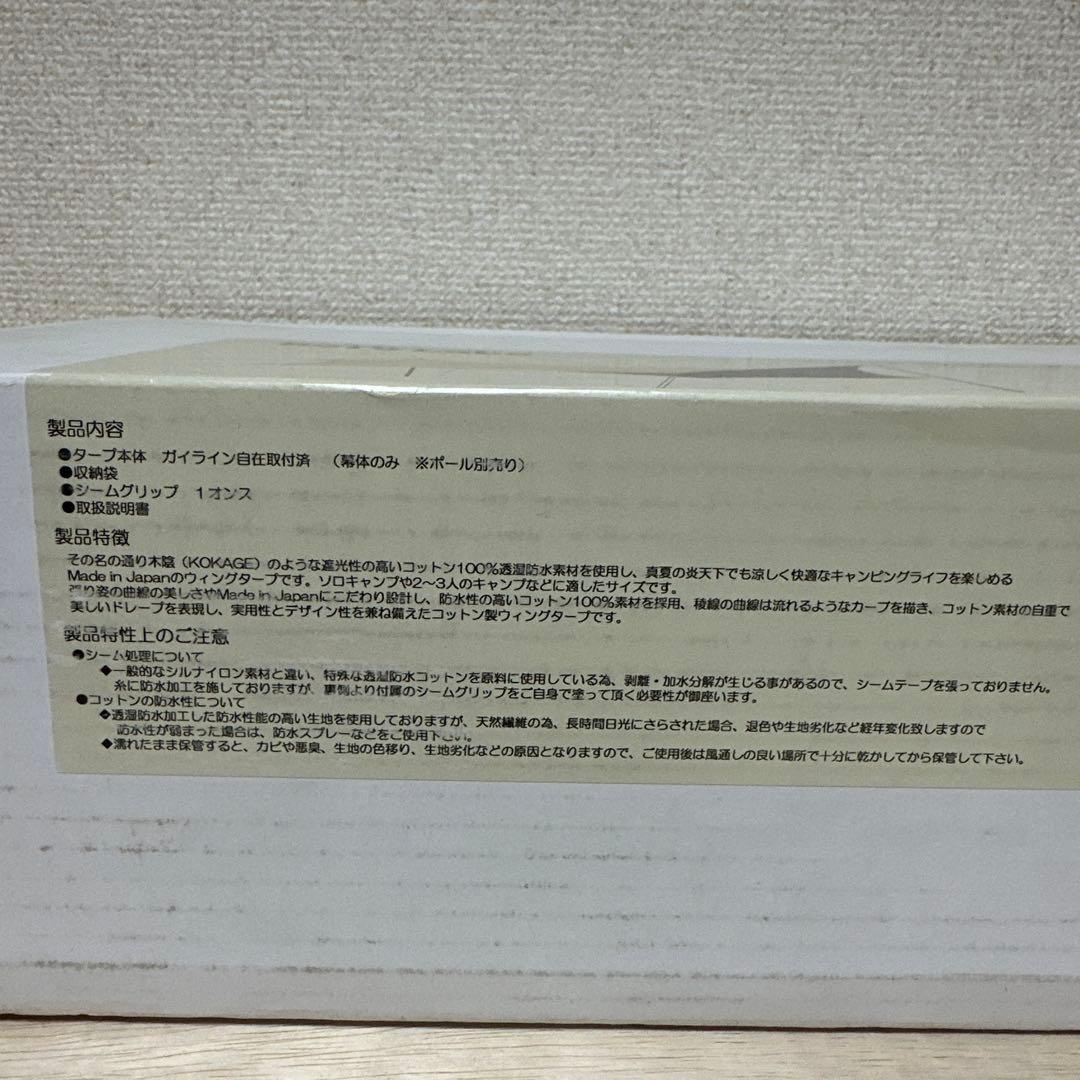 製品内容
●タープ本体 ガイライン自在取付済 (幕体のみ ※ポール別売り)
●収納袋
●シームグリップ 1オンス
●取扱説明書
製品特徴
その名の通り木陰(KOKAGE)のような遮光性の高いコットン100%透湿防水素材を使用し、真夏の炎天下でも涼しく快適なキャンピングライフを楽しめる
Made in Japanのウィングタープです。ソロキャンプや2～3人のキャンプなどに適したサイズです。
張り姿の曲線の美しさやMade in Japanにこだわり設計し、防水性の高いコットン100%素材を採用、稜線の曲線は流れるようなカーブを描き、コットン素材の自重で
美しいドレープを表現し、実用性とデザイン性を兼ね備えたコットン製ウィングタープです。
製品特性上のご注意
●シーム処理について
◆一般的なシルナイロン素材と違い、特殊な透湿防水コットンを原料に使用している為、剥離・加水分解が生じる事があるので、シームテープを張っておりません。
糸に防水加工を施しておりますが、裏側より付属のシームグリップをご自身で塗って頂く必要性が御座います。
●コットンの防水性について
◆透湿防水加工した防水性能の高い生地を使用しておりますが、天然繊維の為、長時間日光にさらされた場合、退色や生地劣化など経年変化致しますので
防水性が弱まった場合は、防水スプレーなどをご使用下さい。
◆濡れたまま保管すると、カビや悪臭、生地の色移り、生地劣化などの原因となりますので、ご使用後は風通しの良い場所で十分に乾かしてから保管して下さい。